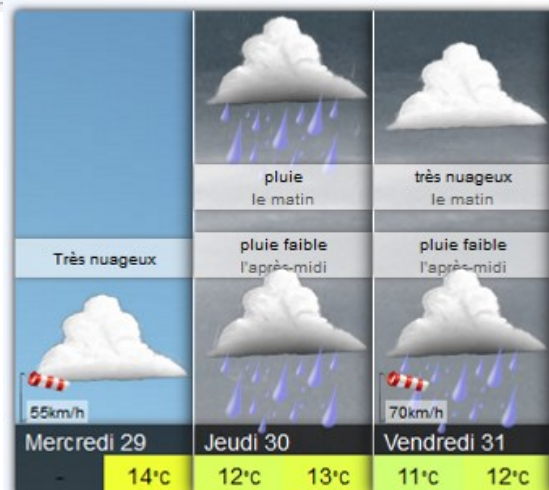 Très nuageux
55km/h
Mercredi 29
- 14°C
pluie
le matin
pluie faible
l'après-midi
Jeudi 30
12°C 13°C
très nuageux
le matin
pluie faible
l'après-midi
70km/h
Vendredi 31
11°C 12°C